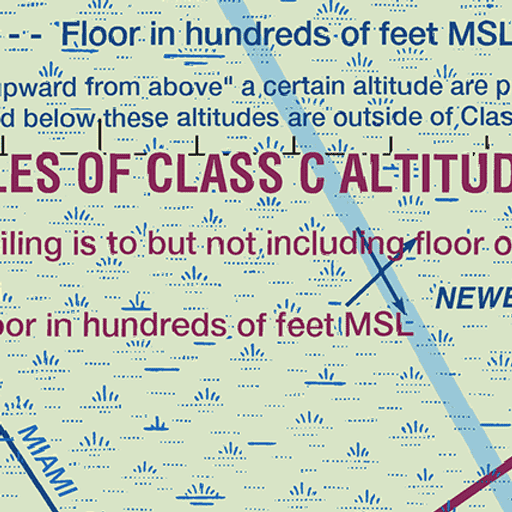 - - - Floor in hundreds of feet MSL
upward from above" a certain altitude are p
d below these altitudes are outside of Clas
LES OF CLASS C ALTITUD
iling is to but not including floor o
NEWE
oor in hundreds of feet MSL
MIAMI